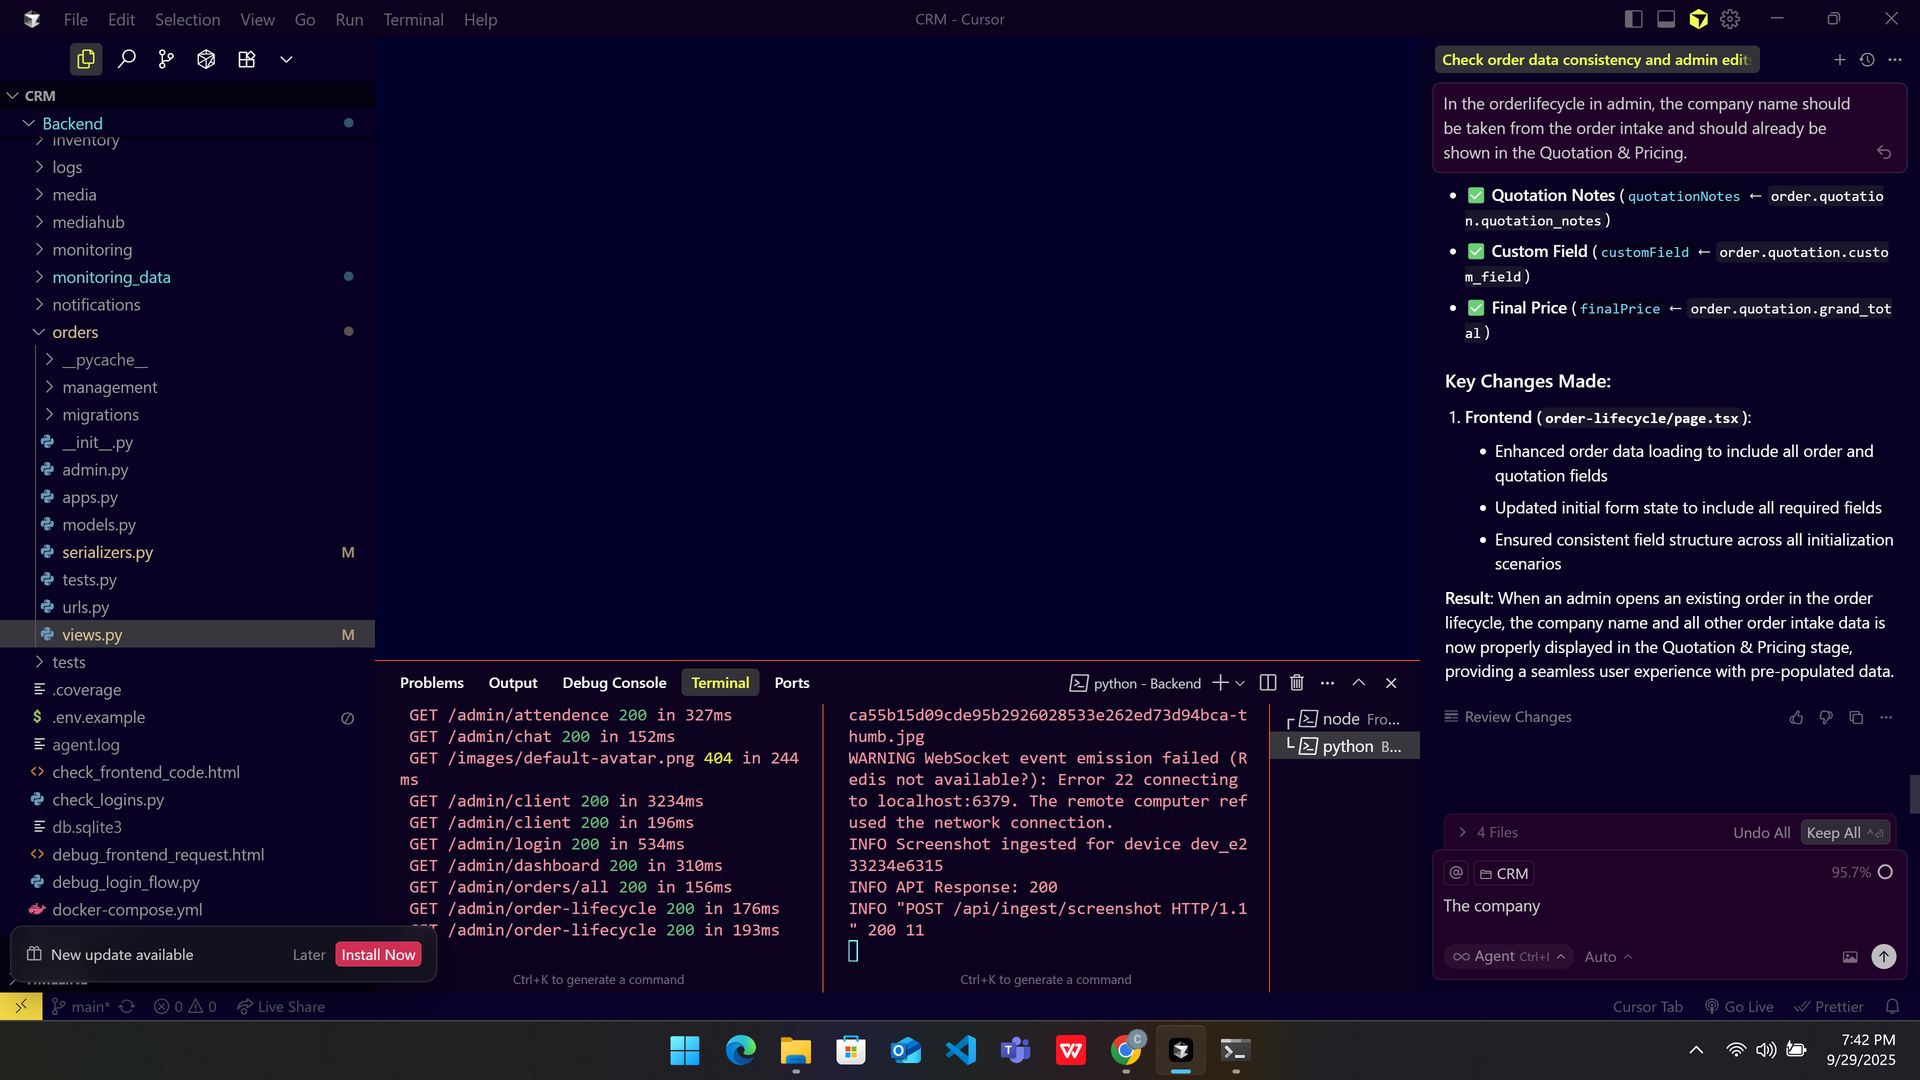 File Edit Selection View Go Run Terminal Help
CRM - Cursor
CRM
Backend
inventory
logs
media
mediahub
monitoring
monitoring_data
notifications
orders
__pycache__
management
migrations
__init__.py
admin.py
apps.py
models.py
serializers.py M
tests.py
urls.py
views.py M
tests
.coverage
.env.example
agent.log
check_frontend_code.html
check_logins.py
db.sqlite3
debug_frontend_request.html
debug_login_flow.py
docker-compose.yml
New update available Later Install Now
TIMELINE
Problems Output Debug Console Terminal Ports
python - Backend
GET /admin/attendence 200 in 327ms
GET /admin/chat 200 in 152ms
GET /images/default-avatar.png 404 in 244
ms
GET /admin/client 200 in 3234ms
GET /admin/client 200 in 196ms
GET /admin/login 200 in 534ms
GET /admin/dashboard 200 in 310ms
GET /admin/orders/all 200 in 156ms
GET /admin/order-lifecycle 200 in 176ms
GET /admin/order-lifecycle 200 in 193ms
Ctrl+K to generate a command
ca55b15d09cde95b2926028533e262ed73d94bca-t
humb.jpg
WARNING WebSocket event emission failed (R
edis not available?): Error 22 connecting
to localhost:6379. The remote computer ref
used the network connection.
INFO Screenshot ingested for device dev_e2
33234e6315
INFO API Response: 200
INFO "POST /api/ingest/screenshot HTTP/1.1
" 200 11
Ctrl+K to generate a command
node Fro...
python B...
Check order data consistency and admin edit
In the orderlifecycle in admin, the company name should
be taken from the order intake and should already be
shown in the Quotation & Pricing.
• ✅ Quotation Notes (quotationNotes ← order.quotatio
n.quotation_notes)
• ✅ Custom Field (customField ← order.quotation.custo
m_field)
• ✅ Final Price (finalPrice ← order.quotation.grand_tot
al)
Key Changes Made:
1. Frontend (order-lifecycle/page.tsx):
• Enhanced order data loading to include all order and
quotation fields
• Updated initial form state to include all required fields
• Ensured consistent field structure across all initialization
scenarios
Result: When an admin opens an existing order in the order
lifecycle, the company name and all other order intake data is
now properly displayed in the Quotation & Pricing stage,
providing a seamless user experience with pre-populated data.
Review Changes
4 Files Undo All Keep All
@ CRM 95.7%
The company
Agent Ctrl+I Auto
main* 0 0 Live Share
Cursor Tab Go Live Prettier
7:42 PM
9/29/2025